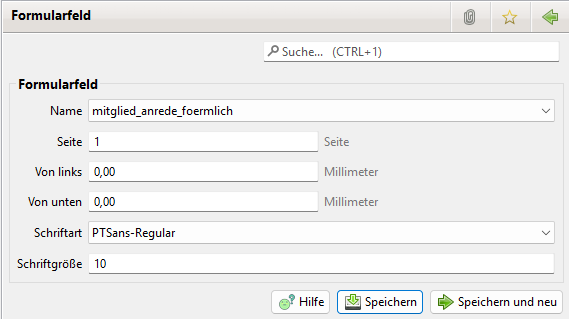 Formularfeld
Suche... (CTRL+1)
Formularfeld
Name mitglied_anrede_foermlich
Seite 1 Seite
Von links 0,00 Millimeter
Von unten 0,00 Millimeter
Schriftart PTSans-Regular
Schriftgröße 10
Hilfe Speichern Speichern und neu